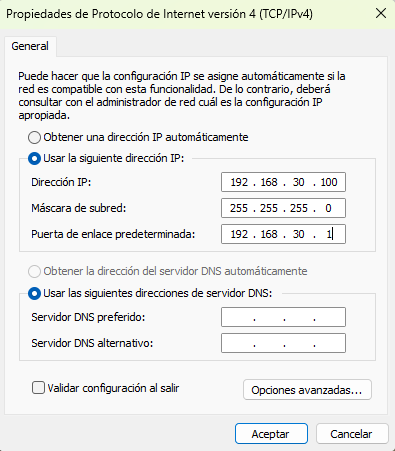 Propiedades de Protocolo de Internet versión 4 (TCP/IPv4)
General
Puede hacer que la configuración IP se asigne automáticamente si la
red es compatible con esta funcionalidad. De lo contrario, deberá
consultar con el administrador de red cuál es la configuración IP
apropiada.
Obtener una dirección IP automáticamente
Usar la siguiente dirección IP:
Dirección IP: 192 . 168 . 30 . 100
Máscara de subred: 255 . 255 . 255 . 0
Puerta de enlace predeterminada: 192 . 168 . 30 . 1
Obtener la dirección del servidor DNS automáticamente
Usar las siguientes direcciones de servidor DNS:
Servidor DNS preferido: . . .
Servidor DNS alternativo: . . .
Validar configuración al salir
Opciones avanzadas...
Aceptar
Cancelar